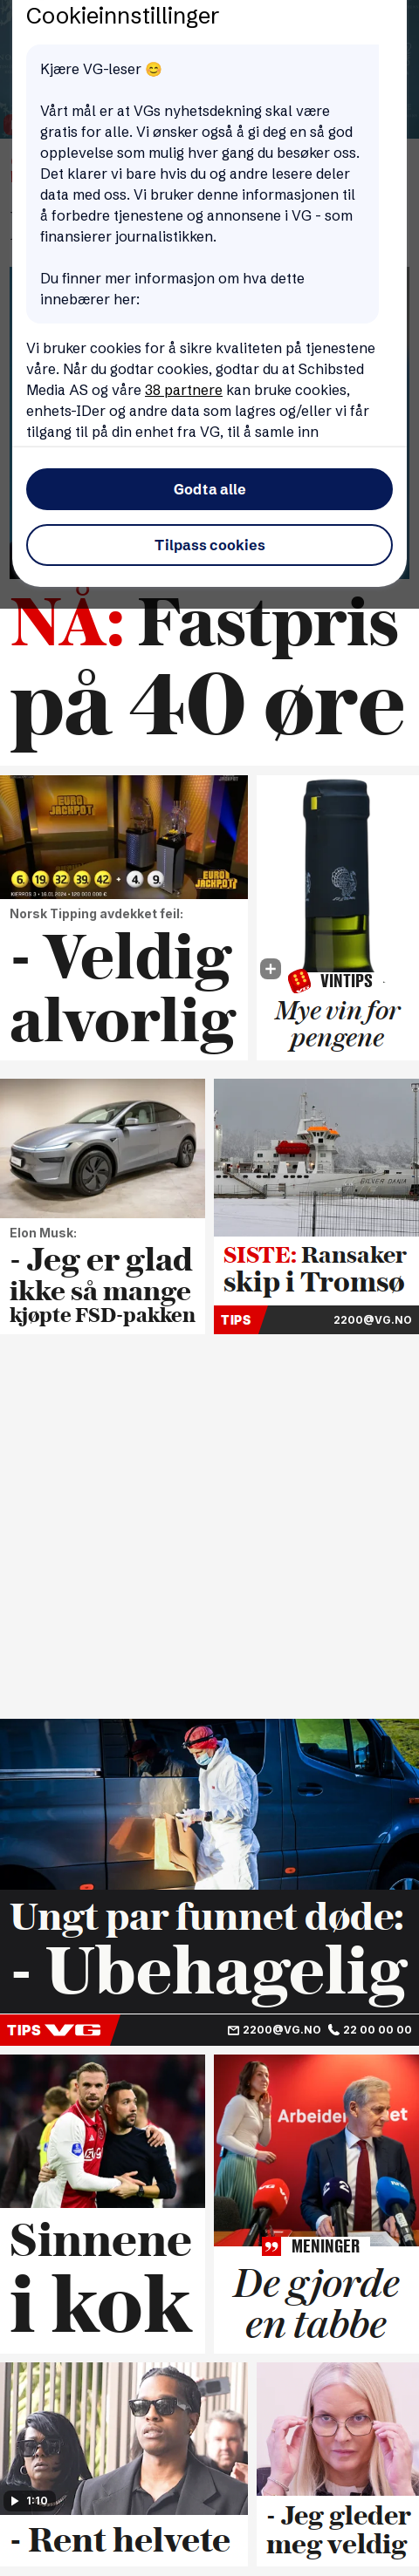 Cookieinnstillinger
Kjære VG-leser 😊
Vårt mål er at VGs nyhetsdekning skal være
gratis for alle. Vi ønsker også å gi deg en så god
opplevelse som mulig hver gang du besøker oss.
Det klarer vi bare hvis du og andre lesere deler
data med oss. Vi bruker denne informasjonen til
å forbedre tjenestene og annonsene i VG - som
finansierer journalistikken.
Du finner mer informasjon om hva dette
innebærer her:
Vi bruker cookies for å sikre kvaliteten på tjenestene
våre. Når du godtar cookies, godtar du at Schibsted
Media AS og våre 38 partnere kan bruke cookies,
enhets-IDer og andre data som lagres og/eller vi får
tilgang til på din enhet fra VG, til å samle inn
Godta alle
Tilpass cookies
NÅ: Fastpris
på 40 øre
EURO
JACKPOT
6 19 32 39 42 + 4 9
EURO
JACKPOT
Norsk Tipping avdekket feil:
- Veldig
alvorlig
VINTIPS
Mye vin for
pengene
Elon Musk:
- Jeg er glad
ikke så mange
kjøpte FSD-pakken
SILVER DANIA
SISTE: Ransaker
skip i Tromsø
TIPS 2200@VG.NO
Ungt par funnet døde:
- Ubehagelig
TIPS VG 2200@VG.NO 22 00 00 00
Sinnene
i kok
Arbeider et
MENINGER
De gjorde
en tabbe
1:10
- Rent helvete
- Jeg gleder
meg veldig